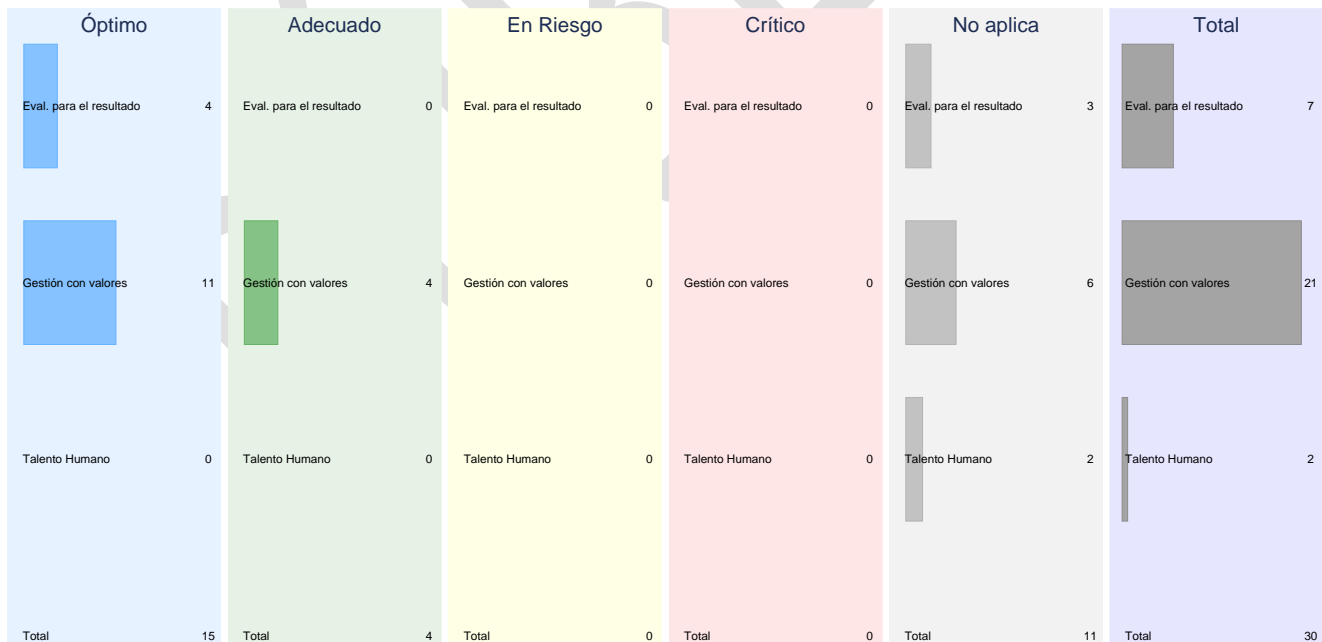 Óptimo Adecuado En Riesgo Crítico No aplica Total
Eval. para el resultado 4 Eval. para el resultado 0 Eval. para el resultado 0 Eval. para el resultado 0 Eval. para el resultado 3 Eval. para el resultado 7
Gestión con valores 11 Gestión con valores 4 Gestión con valores 0 Gestión con valores 0 Gestión con valores 6 Gestión con valores 21
Talento Humano 0 Talento Humano 0 Talento Humano 0 Talento Humano 0 Talento Humano 2 Talento Humano 2
Total 15 Total 4 Total 0 Total 0 Total 11 Total 30